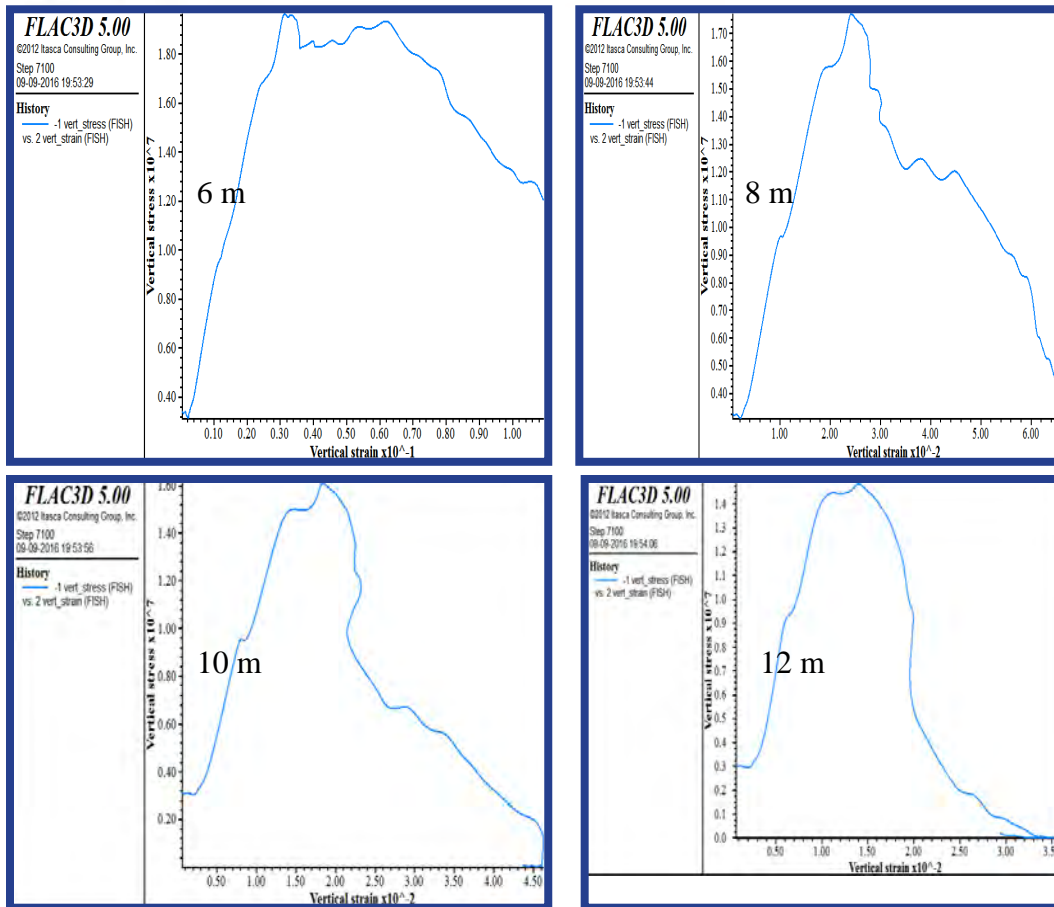 FLAC3D 5.00
©2012 Itasca Consulting Group, Inc.
Step 7100
09-09-2016 19:53:29
History
-1 vert_stress (FISH)
vs. 2 vert_strain (FISH)
Vertical stress x10^7
1.80
1.60
1.40
1.20
1.00
0.80
0.60
0.40
6 m
0.10 0.20 0.30 0.40 0.50 0.60 0.70 0.80 0.90 1.00
Vertical strain x10^-1
FLAC3D 5.00
©2012 Itasca Consulting Group, Inc.
Step 7100
09-09-2016 19:53:44
History
-1 vert_stress (FISH)
vs. 2 vert_strain (FISH)
Vertical stress x10^7
1.70
1.60
1.50
1.40
1.30
1.20
1.10
1.00
0.90
0.80
0.70
0.60
0.50
0.40
8 m
1.00 2.00 3.00 4.00 5.00 6.00
Vertical strain x10^-2
FLAC3D 5.00
©2012 Itasca Consulting Group, Inc.
Step 7100
09-09-2016 19:53:56
History
-1 vert_stress (FISH)
vs. 2 vert_strain (FISH)
Vertical stress x10^7
1.60
1.40
1.20
1.00
0.80
0.60
0.40
0.20
10 m
0.50 1.00 1.50 2.00 2.50 3.00 3.50 4.00 4.50
Vertical strain x10^-2
FLAC3D 5.00
©2012 Itasca Consulting Group, Inc.
Step 7100
09-09-2016 19:54:06
History
-1 vert_stress (FISH)
vs. 2 vert_strain (FISH)
Vertical stress x10^7
1.4
1.3
1.2
1.1
1.0
0.9
0.8
0.7
0.6
0.5
0.4
0.3
0.2
0.1
0.0
12 m
0.50 1.00 1.50 2.00 2.50 3.00 3.50
Vertical strain x10^-2